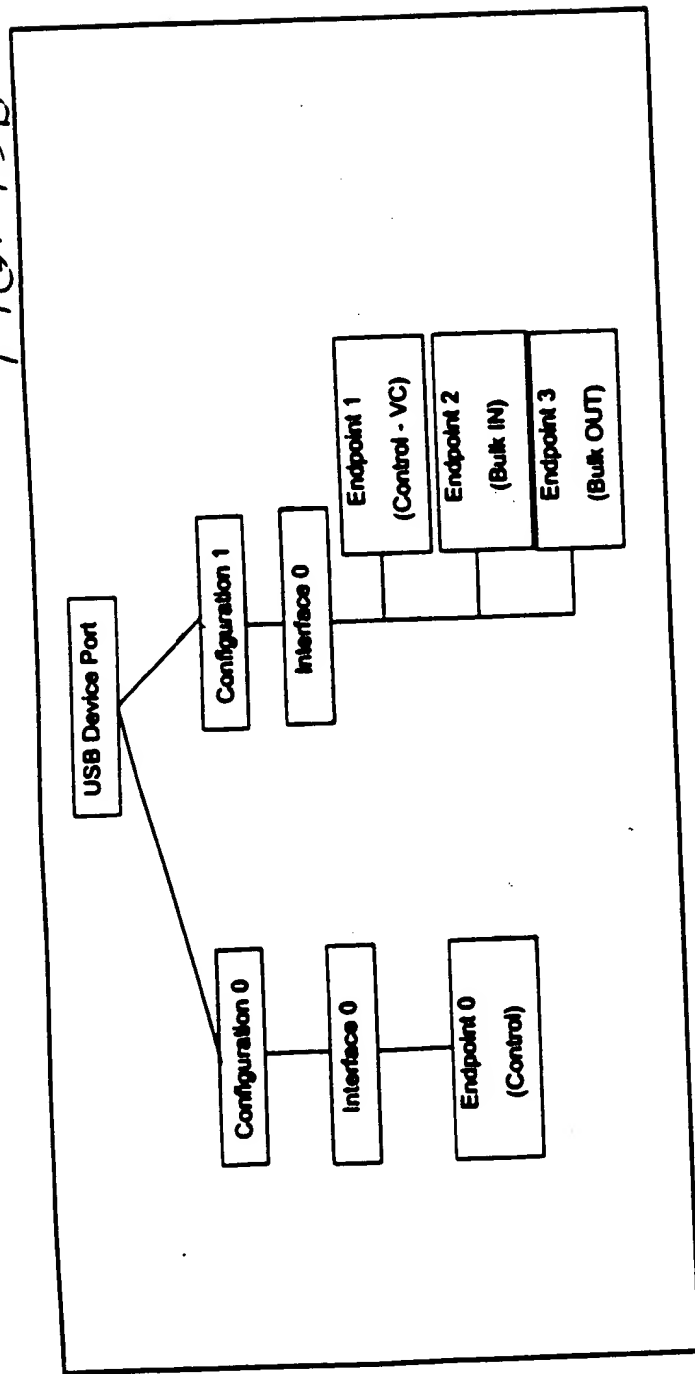 USB Device Port
Configuration 0
Interface 0
Endpoint 0
(Control)
Configuration 1
Interface 0
Endpoint 1
(Control - VC)
Endpoint 2
(Bulk IN)
Endpoint 3
(Bulk OUT)